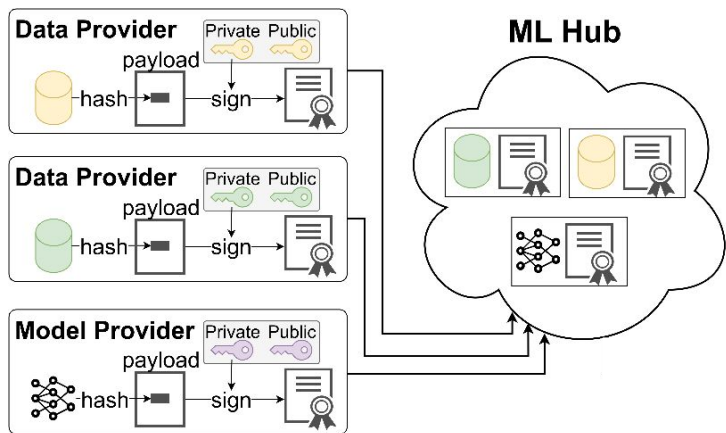 Data Provider
Private Public
payload
hash
sign
Data Provider
Private Public
payload
hash
sign
Model Provider
Private Public
payload
hash
sign
ML Hub